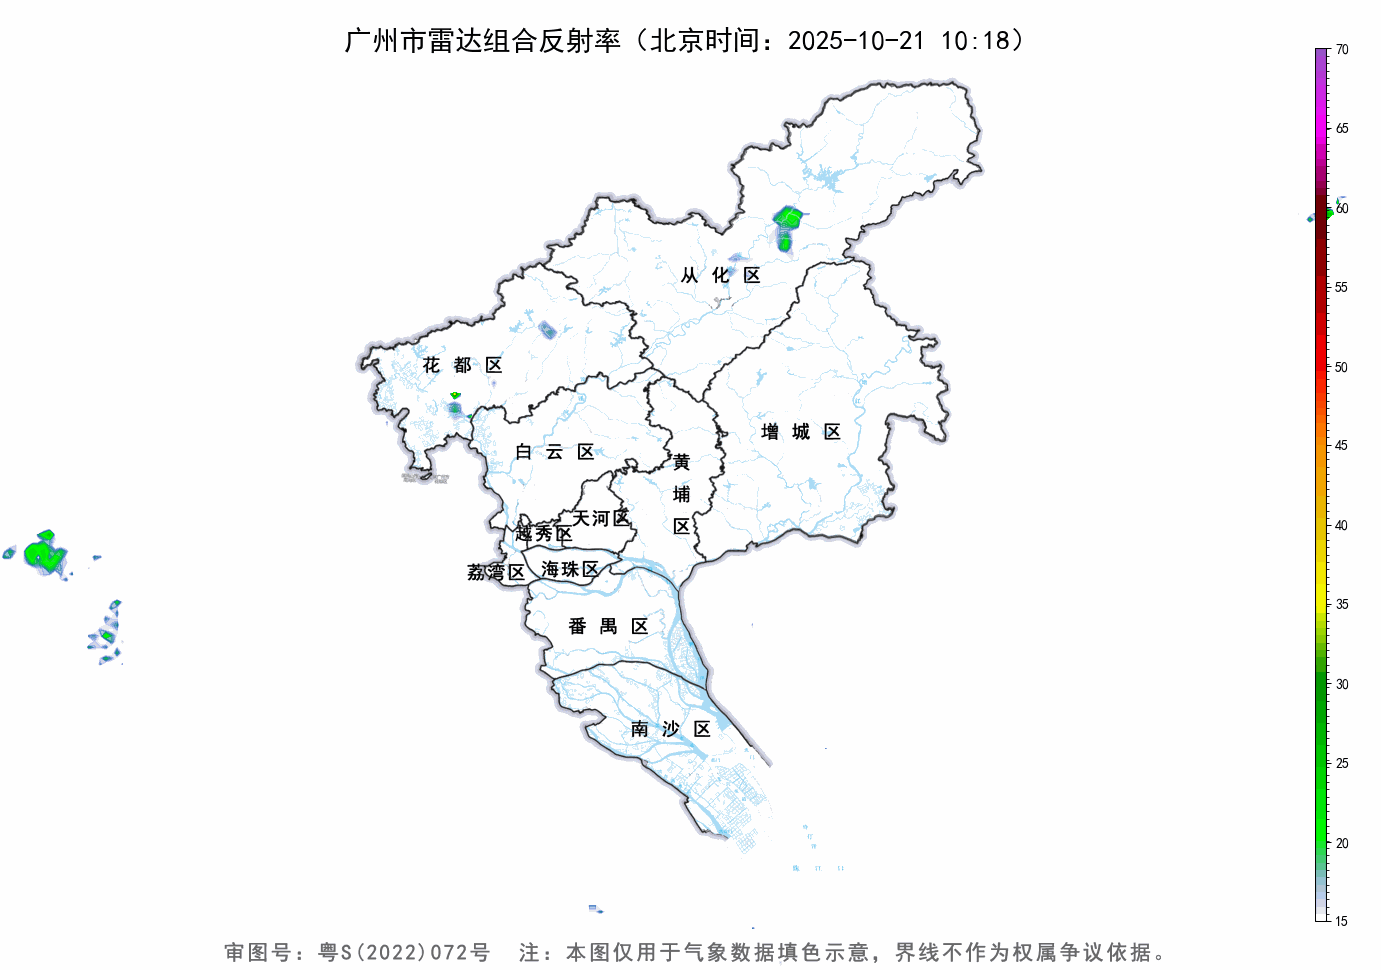 广州市雷达组合反射率（北京时间：2025-10-21 10:18）
70
65
60
55
50
45
40
35
30
25
20
15
从化区
花都区
增城区
白云区
黄埔区
天河区
越秀区
海珠区
荔湾区
番禺区
南沙区
审图号：粤S(2022)072号 注：本图仅用于气象数据填色示意，界线不作为权属争议依据。